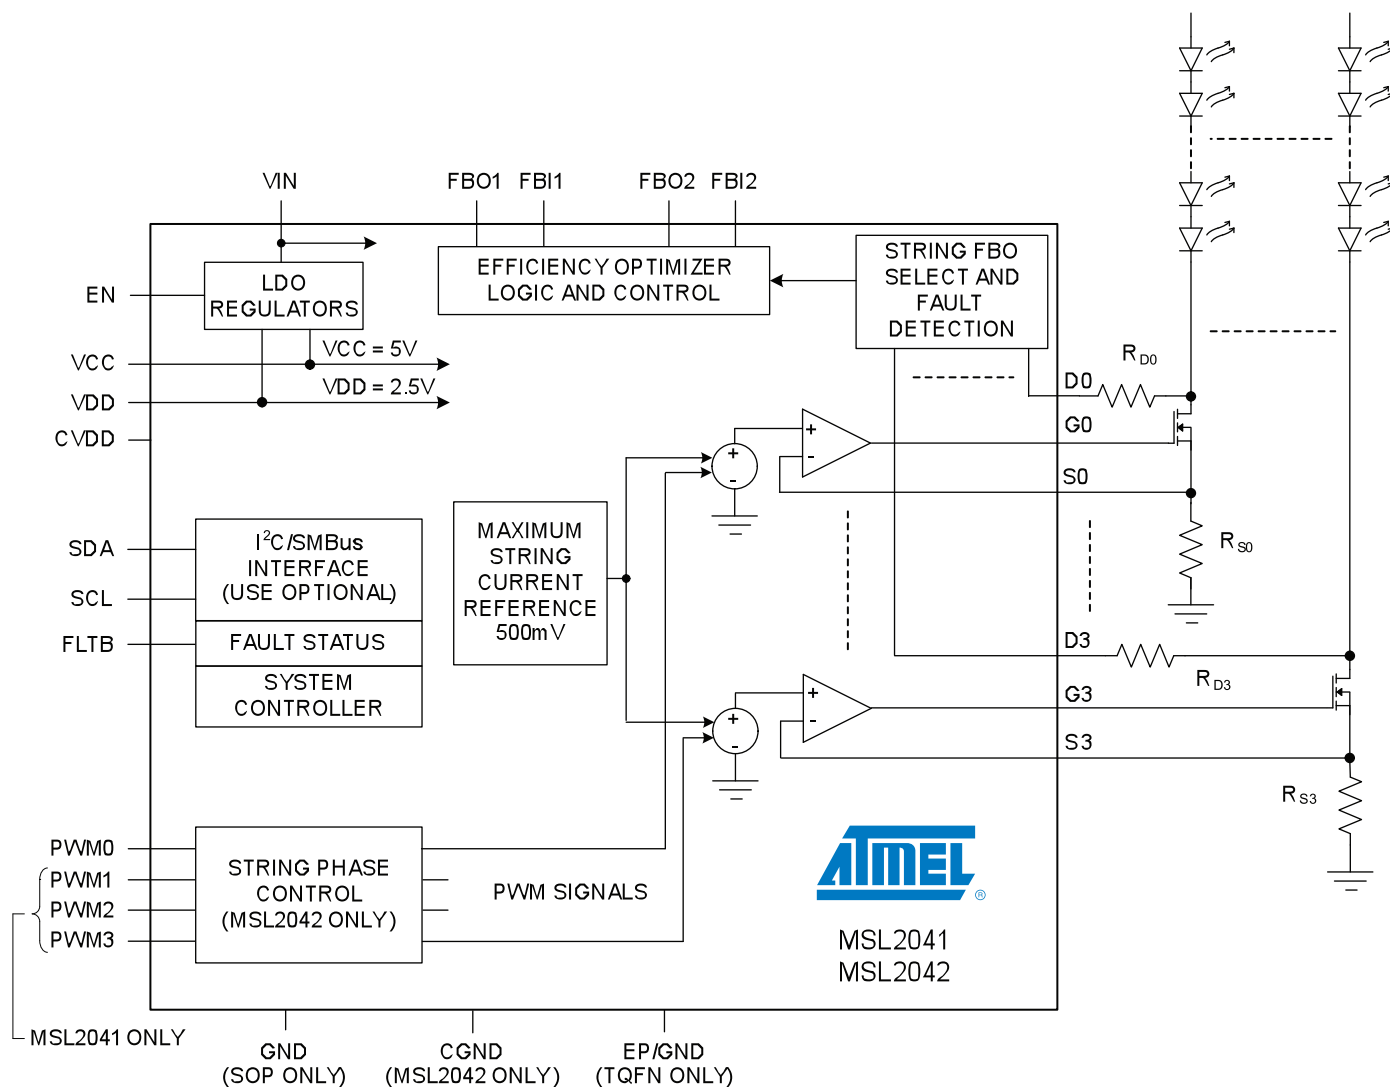 VIN
FBO1
FBI1
FBO2
FBI2
EN
VCC
VDD
CVDD
SDA
SCL
FLTB
PWM0
PWM1
PWM2
PWM3
MSL2041 ONLY
LDO
REGULATORS
VCC = 5V
VDD = 2.5V
EFFICIENCY OPTIMIZER
LOGIC AND CONTROL
STRING FBO
SELECT AND
FAULT
DETECTION
I²C/SMBus
INTERFACE
(USE OPTIONAL)
FAULT STATUS
SYSTEM
CONTROLLER
MAXIMUM
STRING
CURRENT
REFERENCE
500mV
+
-
+
-
+
-
+
-
STRING PHASE
CONTROL
(MSL2042 ONLY)
PWM SIGNALS
D0
G0
S0
D3
G3
S3
RD0
RS0
RD3
RS3
ATMEL
®
MSL2041
MSL2042
GND
(SOP ONLY)
CGND
(MSL2042 ONLY)
EP/GND
(TQFN ONLY)